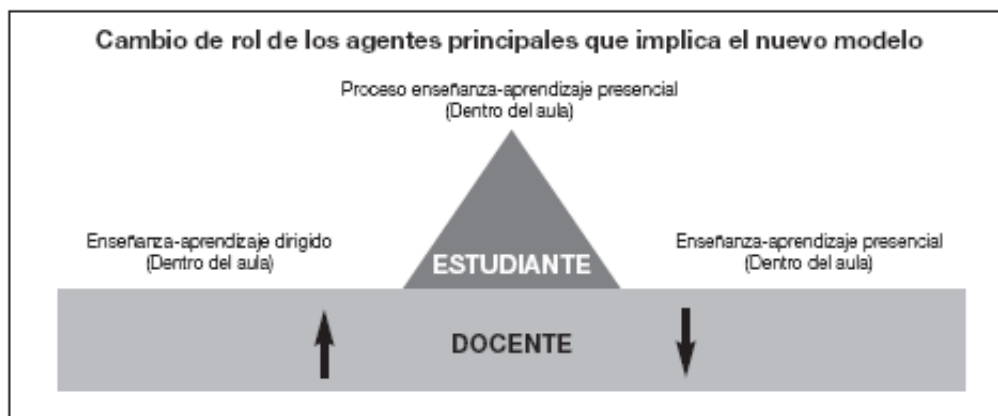 Cambio de rol de los agentes principales que implica el nuevo modelo
Proceso enseñanza-aprendizaje presencial
(Dentro del aula)
Enseñanza-aprendizaje dirigido
(Dentro del aula)
Enseñanza-aprendizaje presencial
(Dentro del aula)
ESTUDIANTE
DOCENTE